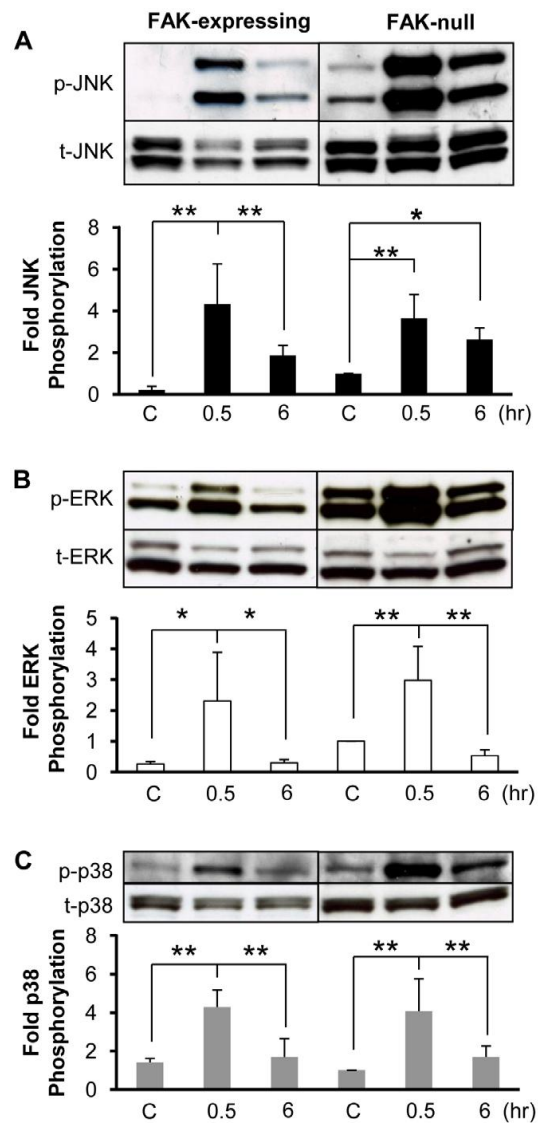 FAK-expressing FAK-null
A
p-JNK
t-JNK
Fold JNK
Phosphorylation
8
6
4
2
0
** ** * **
C 0.5 6 C 0.5 6 (hr)
B
p-ERK
t-ERK
Fold ERK
Phosphorylation
5
4
3
2
1
0
* * ** **
C 0.5 6 C 0.5 6 (hr)
C
p-p38
t-p38
Fold p38
Phosphorylation
8
6
4
2
0
** ** ** **
C 0.5 6 C 0.5 6 (hr)